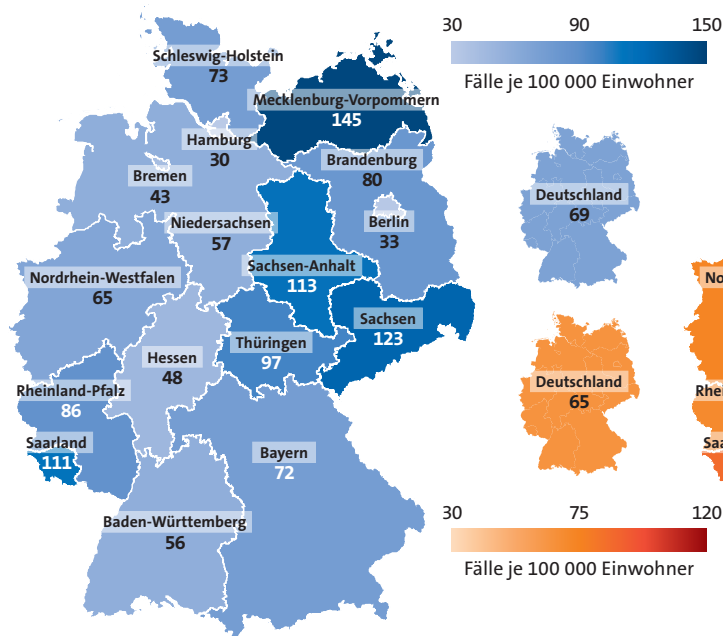 30 90 150
Fälle je 100 000 Einwohner
Schleswig-Holstein
73
Mecklenburg-Vorpommern
145
Hamburg
30
Bremen
43
Brandenburg
80
Berlin
33
Niedersachsen
57
Sachsen-Anhalt
113
Nordrhein-Westfalen
65
Sachsen
123
Thüringen
97
Hessen
48
Rheinland-Pfalz
86
Saarland
111
Bayern
72
Baden-Württemberg
56
Deutschland
69
Deutschland
65
No
Rhei
Saa
30 75 120
Fälle je 100 000 Einwohner